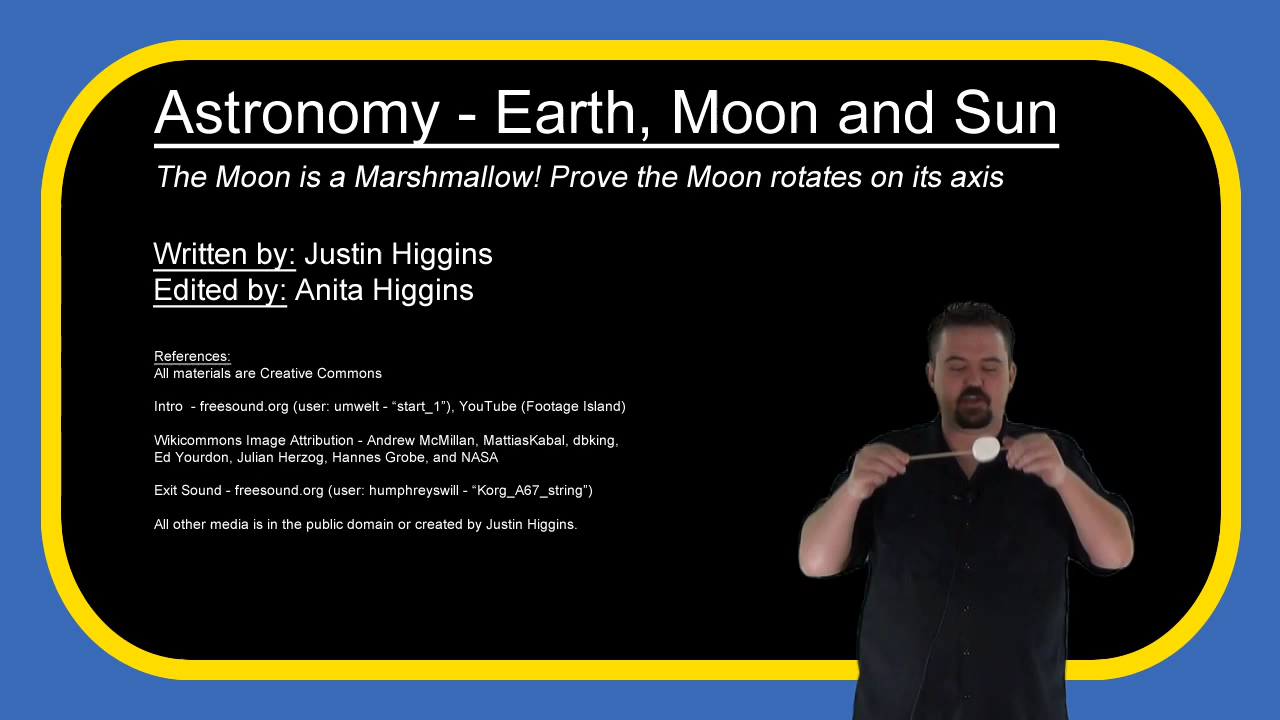 Astronomy - Earth, Moon and Sun
The Moon is a Marshmallow! Prove the Moon rotates on its axis
Written by: Justin Higgins
Edited by: Anita Higgins
References:
All materials are Creative Commons
Intro - freesound.org (user: umwelt - “start_1”), YouTube (Footage Island)
Wikicommons Image Attribution - Andrew McMillan, MattiasKabal, dbking,
Ed Yourdon, Julian Herzog, Hannes Grobe, and NASA
Exit Sound - freesound.org (user: humphreyswill - “Korg_A67_string”)
All other media is in the public domain or created by Justin Higgins.